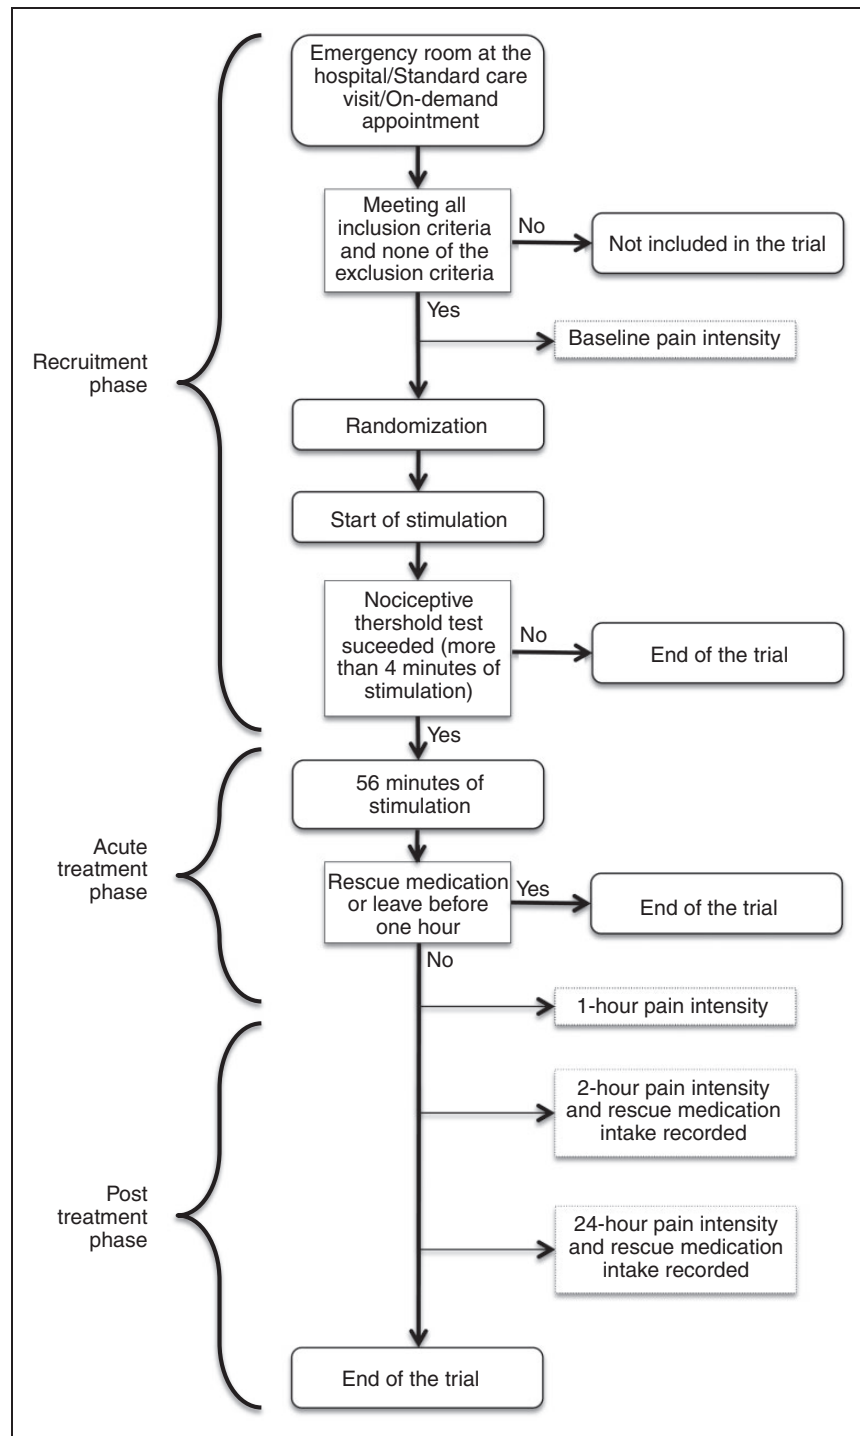 Emergency room at the
hospital/Standard care
visit/On-demand
appointment
Meeting all
inclusion criteria
and none of the
exclusion criteria
No
Not included in the trial
Yes
Baseline pain intensity
Recruitment
phase
Randomization
Start of stimulation
Nociceptive
thershold test
suceeded (more
than 4 minutes of
stimulation)
No
End of the trial
Yes
56 minutes of
stimulation
Acute
treatment
phase
Rescue medication
or leave before
one hour
Yes
End of the trial
No
1-hour pain intensity
2-hour pain intensity
and rescue medication
intake recorded
Post
treatment
phase
24-hour pain intensity
and rescue medication
intake recorded
End of the trial